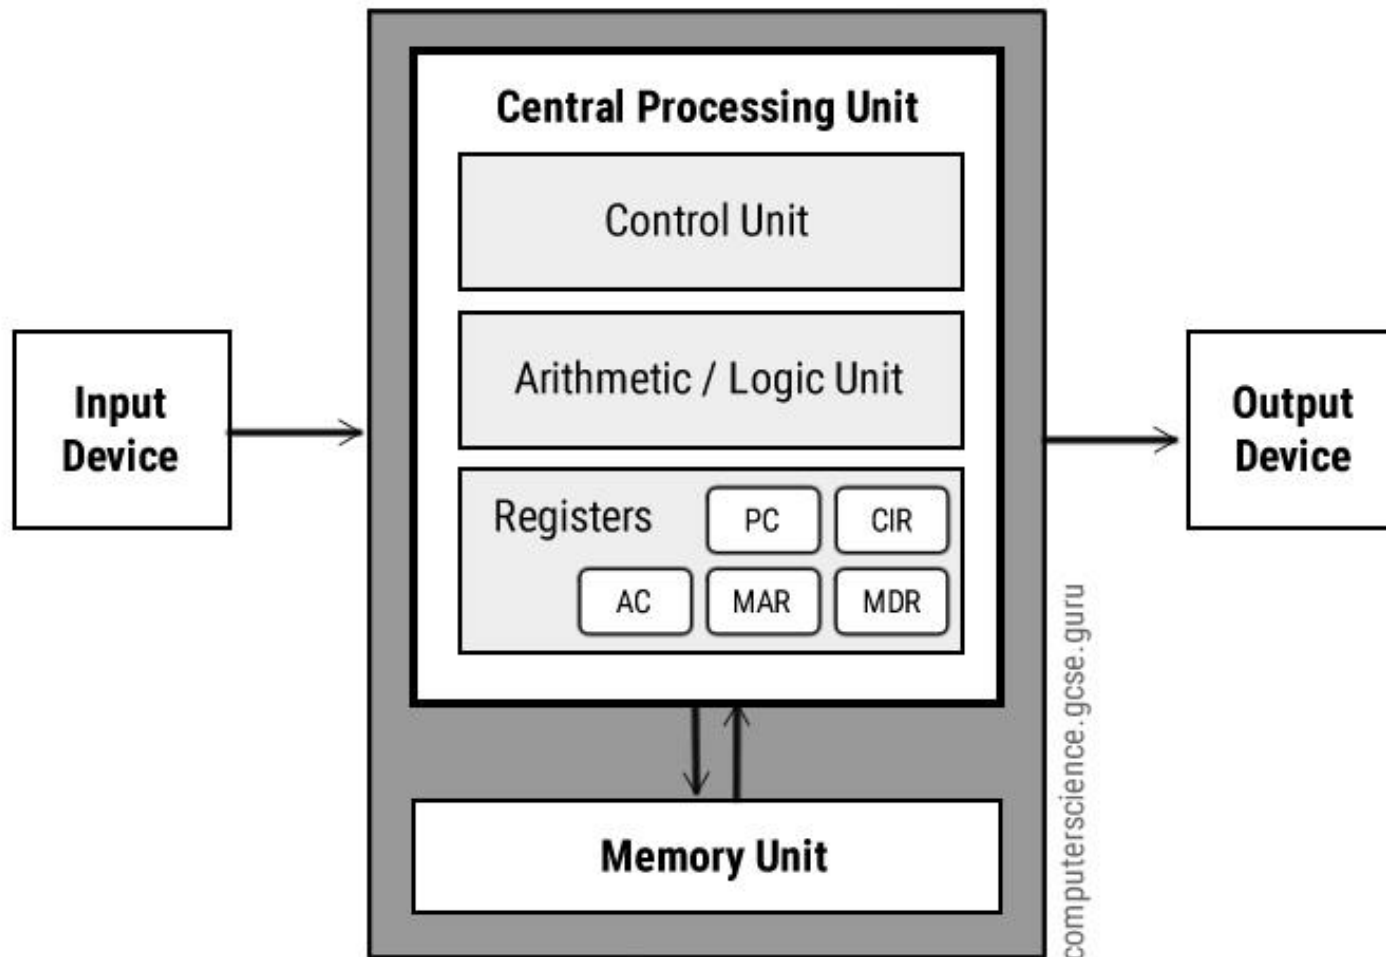 Central Processing Unit
Control Unit
Arithmetic / Logic Unit
Input
Device
Output
Device
Registers
PC
CIR
AC
MAR
MDR
Memory Unit
computerscience.gcse.guru